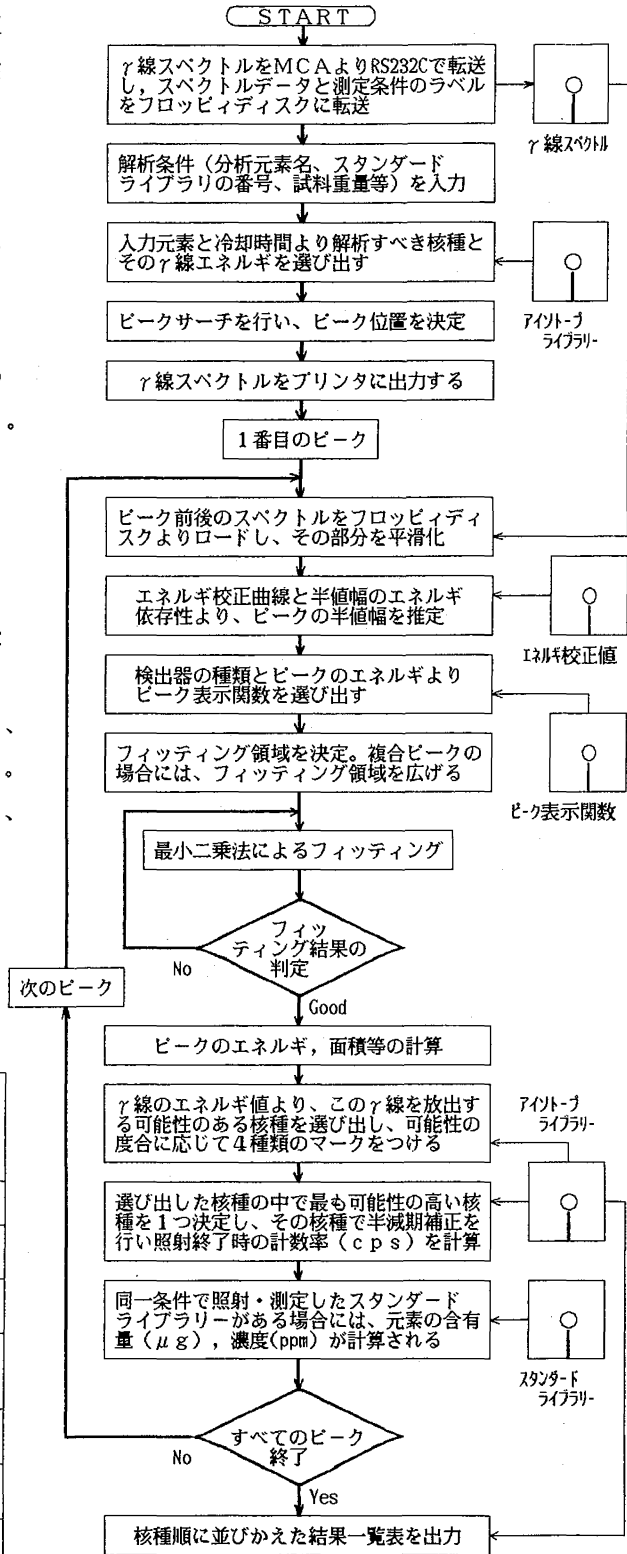 START
γ線スペクトルをMCAよりRS232Cで転送
し，スペクトルデータと測定条件のラベル
をフロッピィディスクに転送
γ線スペクトル
解析条件（分析元素名、スタンダード
ライブラリの番号、試料重量等）を入力
入力元素と冷却時間より解析すべき核種と
そのγ線エネルギを選び出す
アイソトープ
ライブラリー
ピークサーチを行い、ピーク位置を決定
γ線スペクトルをプリンタに出力する
。
1番目のピーク
ピーク前後のスペクトルをフロッピィディ
スクよりロードし、その部分を平滑化
エネルギ校正曲線と半値幅のエネルギ
依存性より、ピークの半値幅を推定
エネルギ校正値
検出器の種類とピークのエネルギより
ピーク表示関数を選び出す
、
フィッティング領域を決定。複合ピークの
場合には、フィッティング領域を広げる
。
、
ピーク表示関数
最小二乗法によるフィッティング
フィッ
ティング結果の
判定
No
Good
次のピーク
ピークのエネルギ，面積等の計算
γ線のエネルギ値より、このγ線を放出す
る可能性のある核種を選び出し、可能性の
度合に応じて4種類のマークをつける
アイソトープ
ライブラリー
選び出した核種の中で最も可能性の高い核
種を1つ決定し、その核種で半減期補正を
行い照射終了時の計数率（cps）を計算
同一条件で照射・測定したスタンダード
ライブラリーがある場合には、元素の含有
量（μg），濃度(ppm)が計算される
スタンダード
ライブラリー
すべてのピーク
終了
No
Yes
核種順に並びかえた結果一覧表を出力